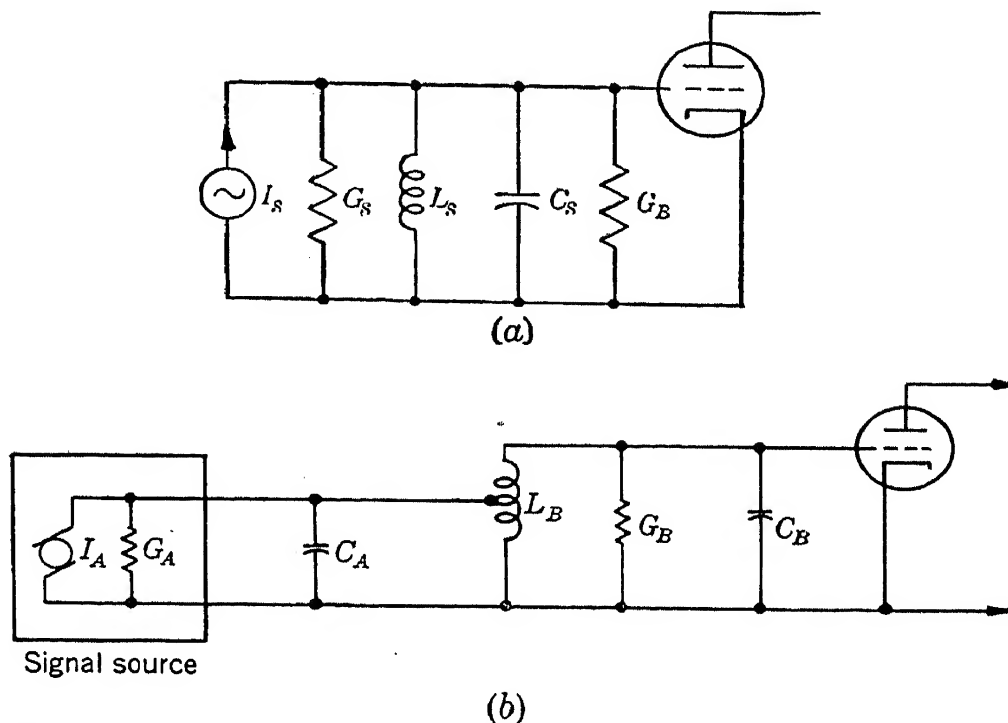 I_s G_s L_s C_s G_B
(a)
I_A G_A C_A L_B G_B C_B
Signal source
(b)